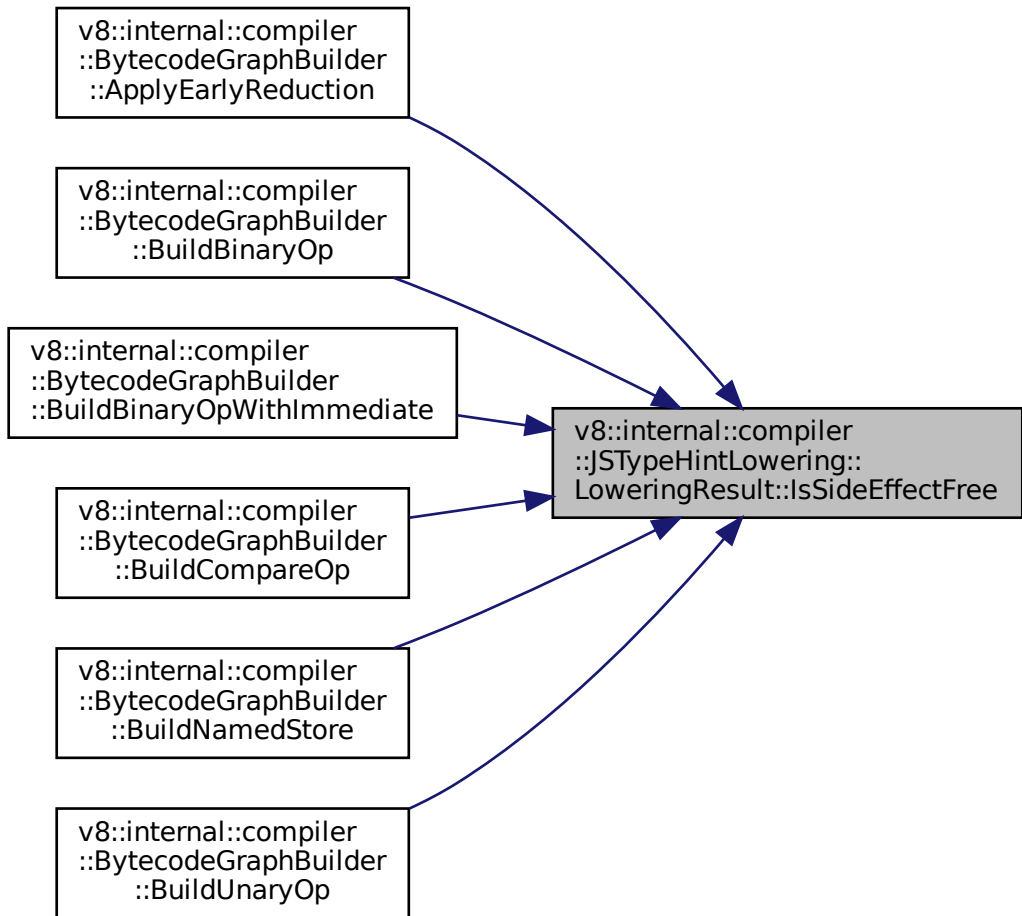 v8::internal::compiler
::BytecodeGraphBuilder
::ApplyEarlyReduction
v8::internal::compiler
::BytecodeGraphBuilder
::BuildBinaryOp
v8::internal::compiler
::BytecodeGraphBuilder
::BuildBinaryOpWithImmediate
v8::internal::compiler
::JSTypeHintLowering::
LoweringResult::IsSideEffectFree
v8::internal::compiler
::BytecodeGraphBuilder
::BuildCompareOp
v8::internal::compiler
::BytecodeGraphBuilder
::BuildNamedStore
v8::internal::compiler
::BytecodeGraphBuilder
::BuildUnaryOp